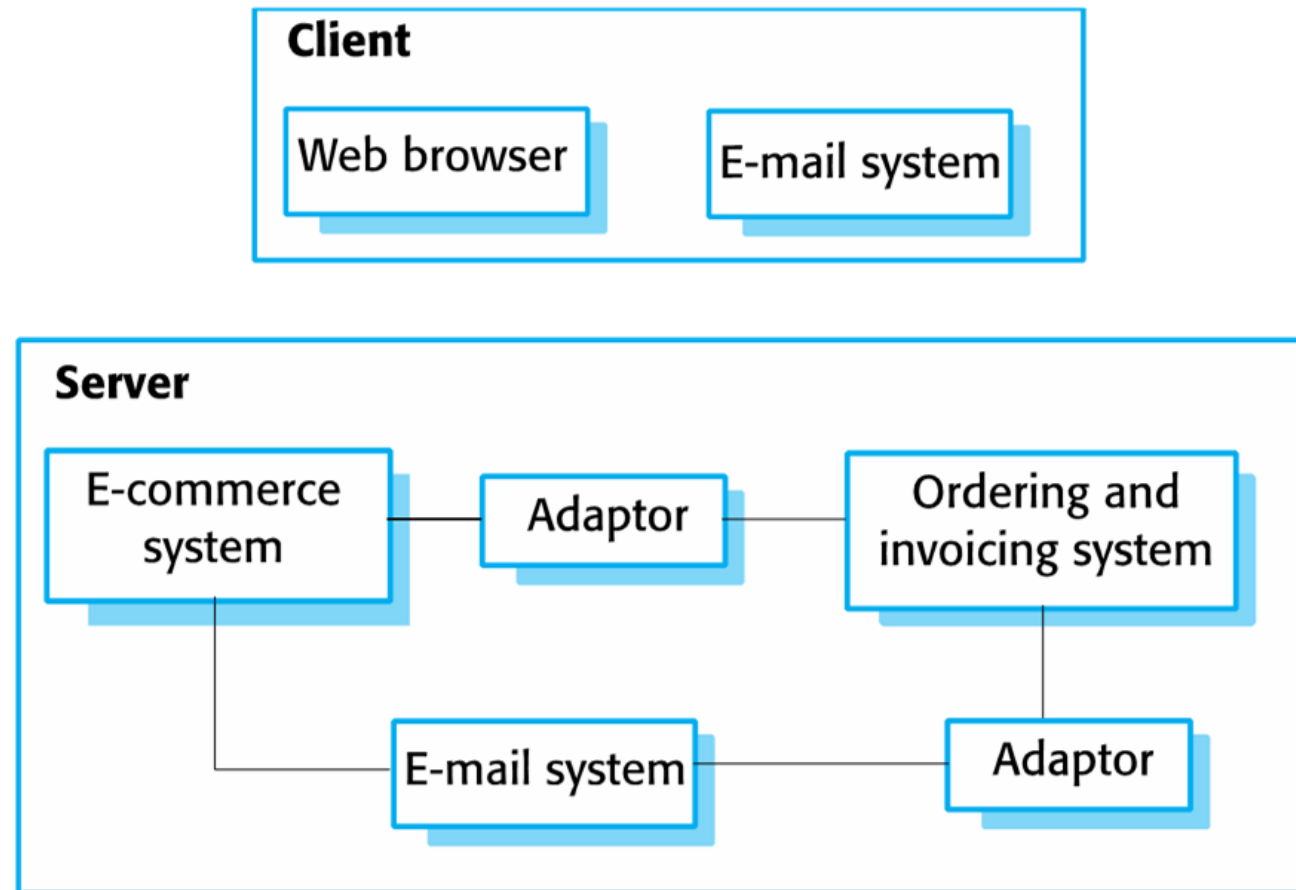 Client
Web browser
E-mail system
Server
E-commerce
system
Adaptor
Ordering and
invoicing system
E-mail system
Adaptor